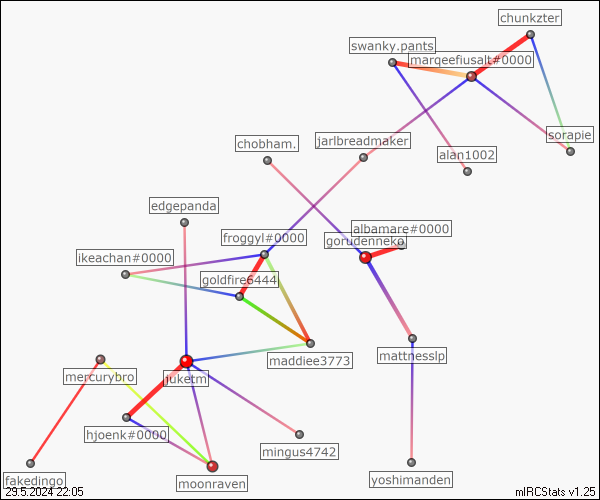 chunkzter
swanky.pants
marqeefiusalt#0000
sorapie
jarlbreadmaker
chobham.
alan1002
edgepanda
albamare#0000
froggyl#0000
gorudenneko
ikeachan#0000
goldfire6444
mattnesslp
maddiee3773
mercurybro
juketm
hjoenk#0000
mingus4742
fakedingo
moonraven
yoshimanden
29.5.2024 22:05
mIRCStats v1.25